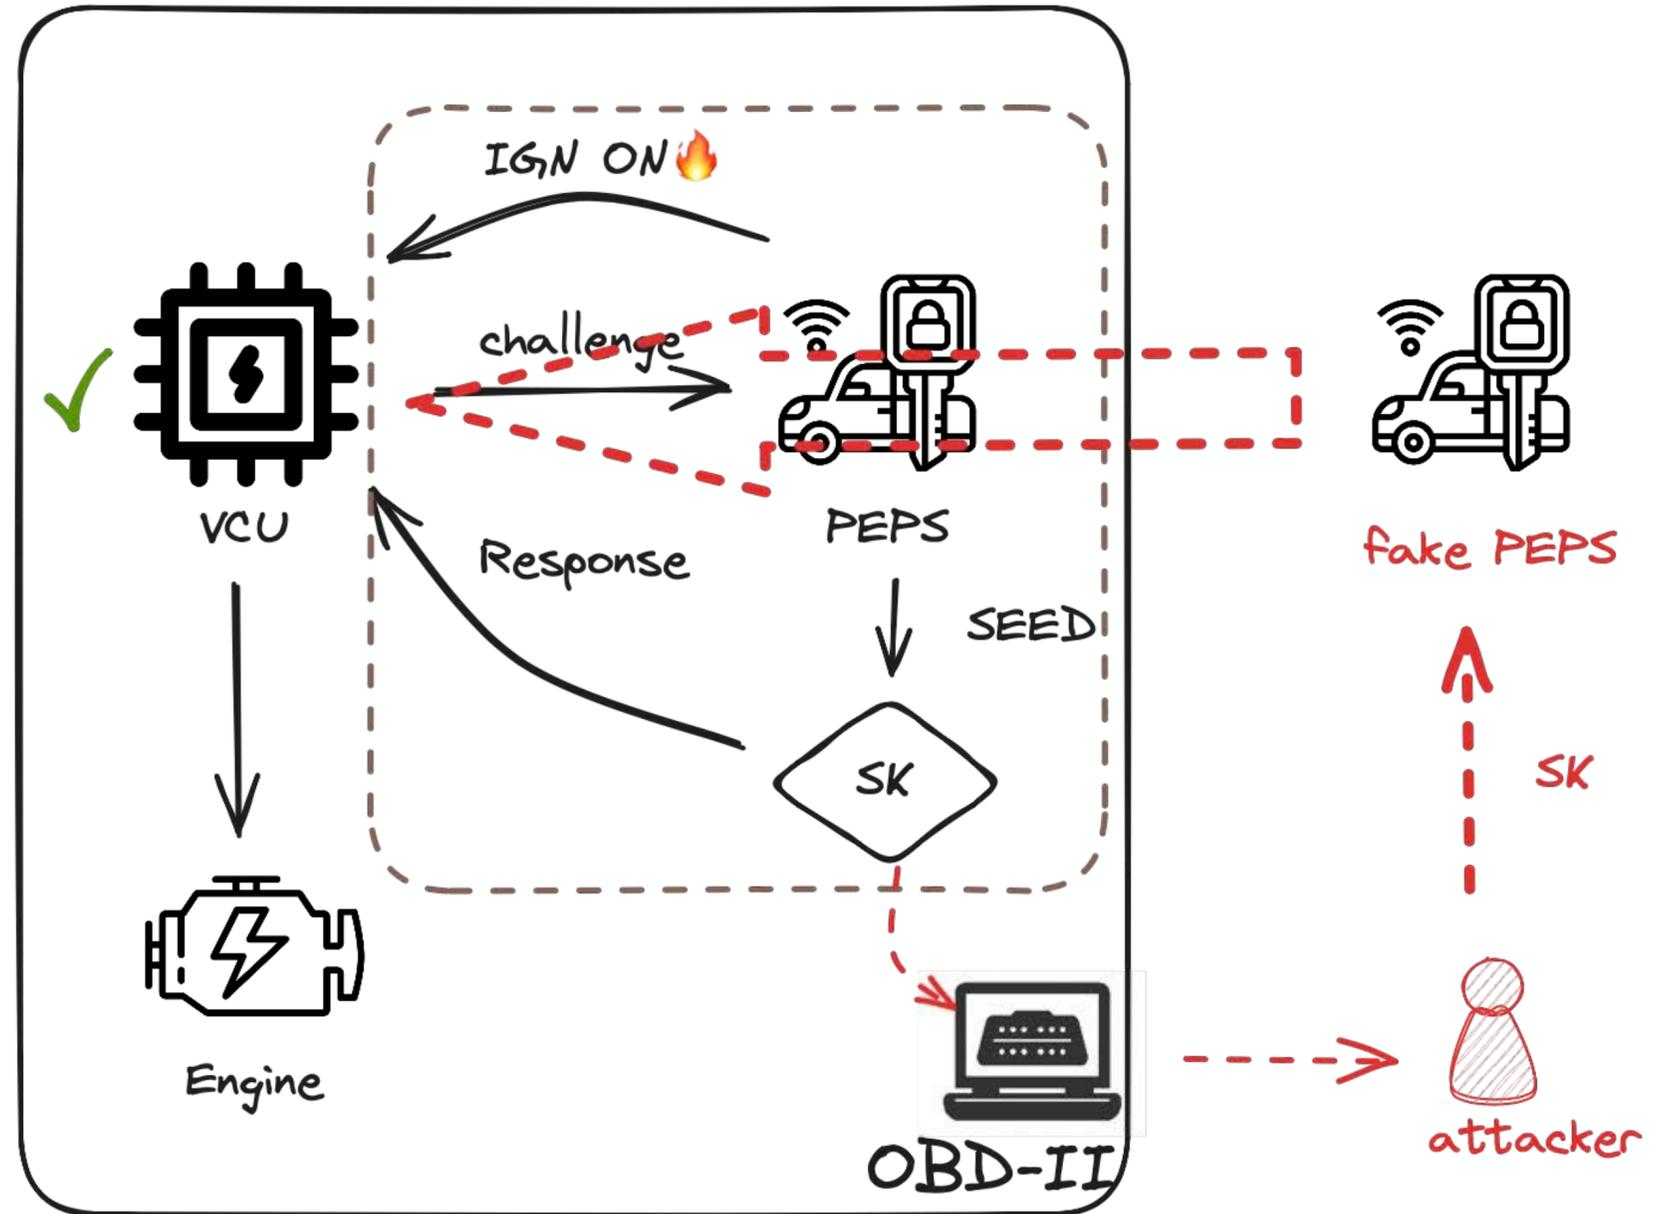 IGN ON🔥
challenge
VCU
PEPS
fake PEPS
Response
SEED
SK
SK
Engine
OBD-II
attacker